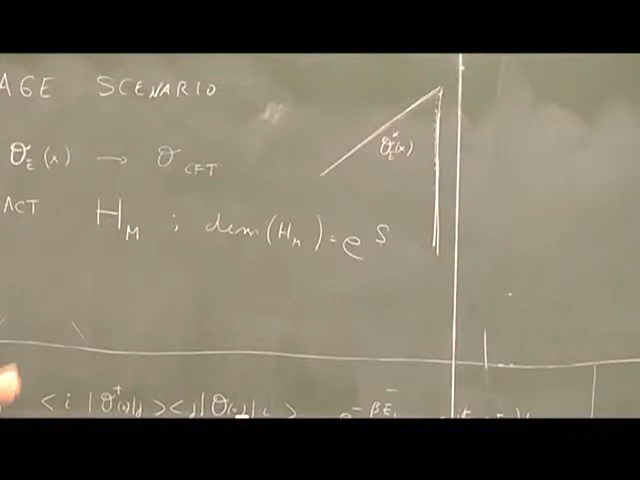 AGE SCENARIO
O_E(x) → O_CFT
O_E^*(x)
ACT H_M ; dim(H_M) = e^S
<i|O^†(x)|j><j|O(x)|i> e^{-βE_i}